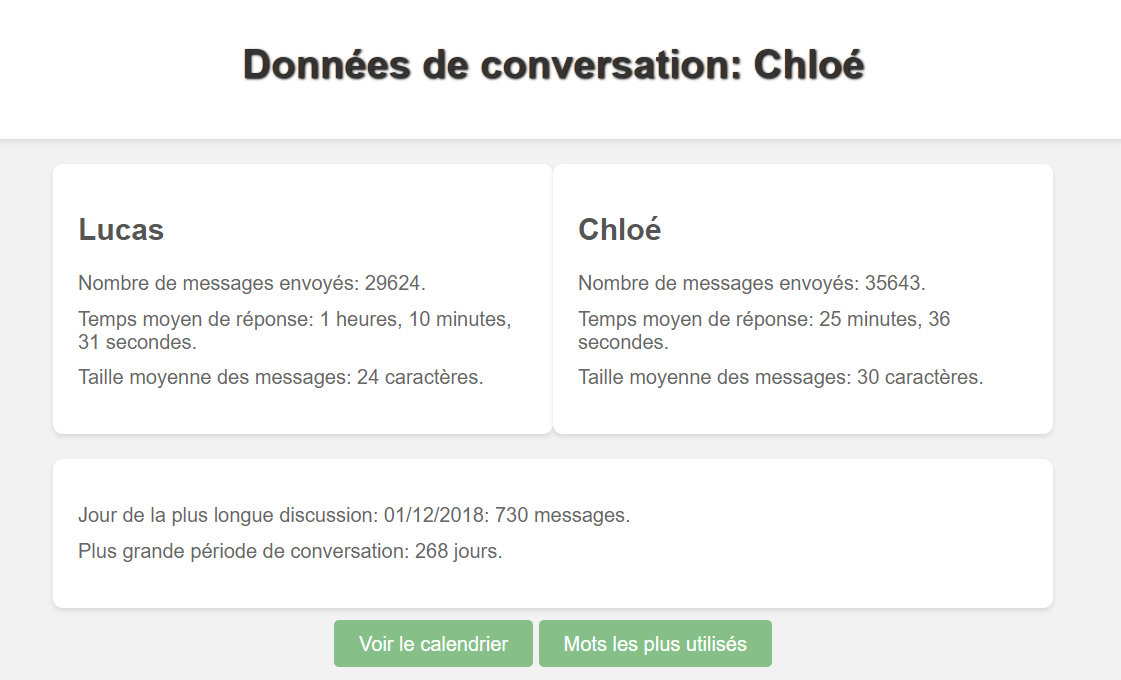 Données de conversation: Chloé
Lucas
Nombre de messages envoyés: 29624.
Temps moyen de réponse: 1 heures, 10 minutes,
31 secondes.
Taille moyenne des messages: 24 caractères.
Chloé
Nombre de messages envoyés: 35643.
Temps moyen de réponse: 25 minutes, 36
secondes.
Taille moyenne des messages: 30 caractères.
Jour de la plus longue discussion: 01/12/2018: 730 messages.
Plus grande période de conversation: 268 jours.
Voir le calendrier
Mots les plus utilisés